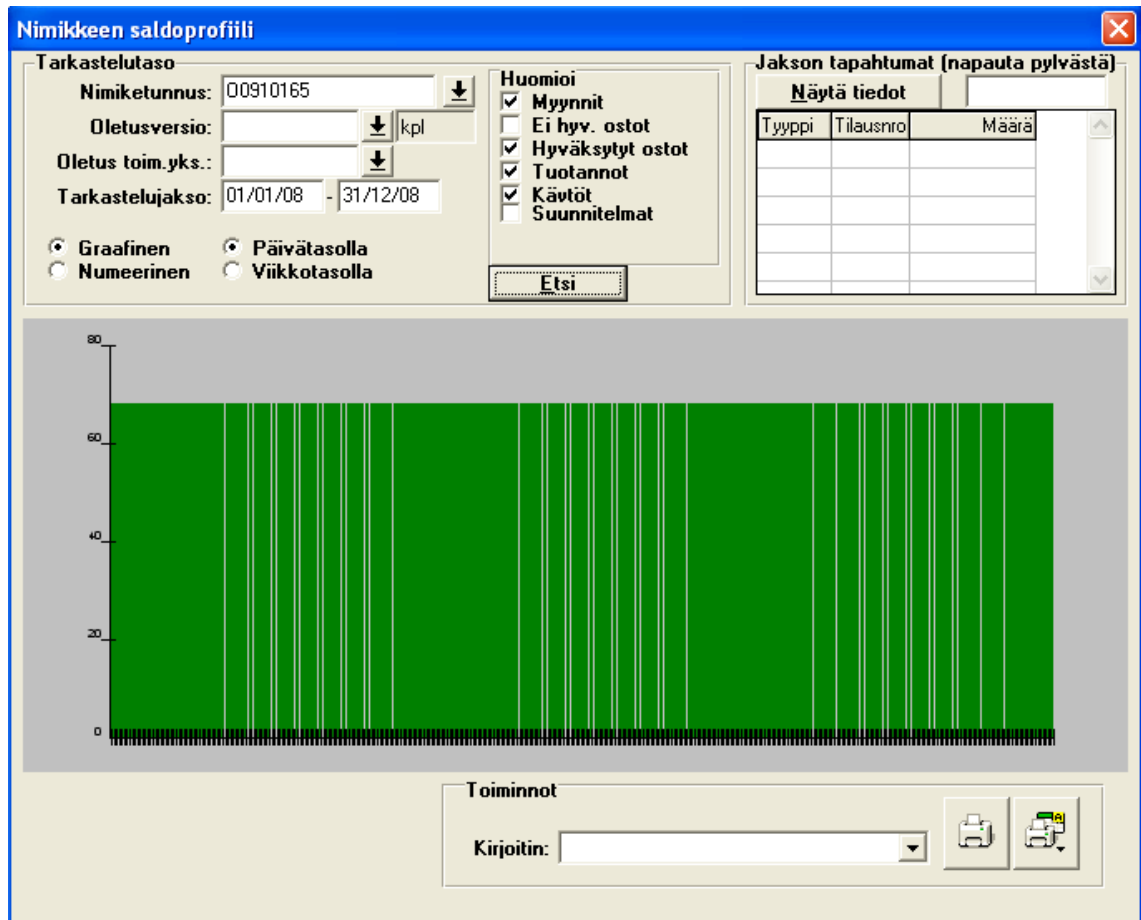 Nimikkeen saldoprofiili
Tarkastelutaso
Nimiketunnus: O0910165
Oletusversio: kpl
Oletus toim.yks.:
Tarkastelujakso: 01/01/08 - 31/12/08
Graafinen Päivätasolla
Numeerinen Viikkotasolla
Huomioi
Myynnit
Ei hyv. ostot
Hyväksytyt ostot
Tuotannot
Käytöt
Suunnitelmat
Etsi
Jakson tapahtumat (napauta pylvästä)
Näytä tiedot
Tyyppi Tilausnro Määrä
80
60
40
20
0
Toiminnot
Kirjoitin: